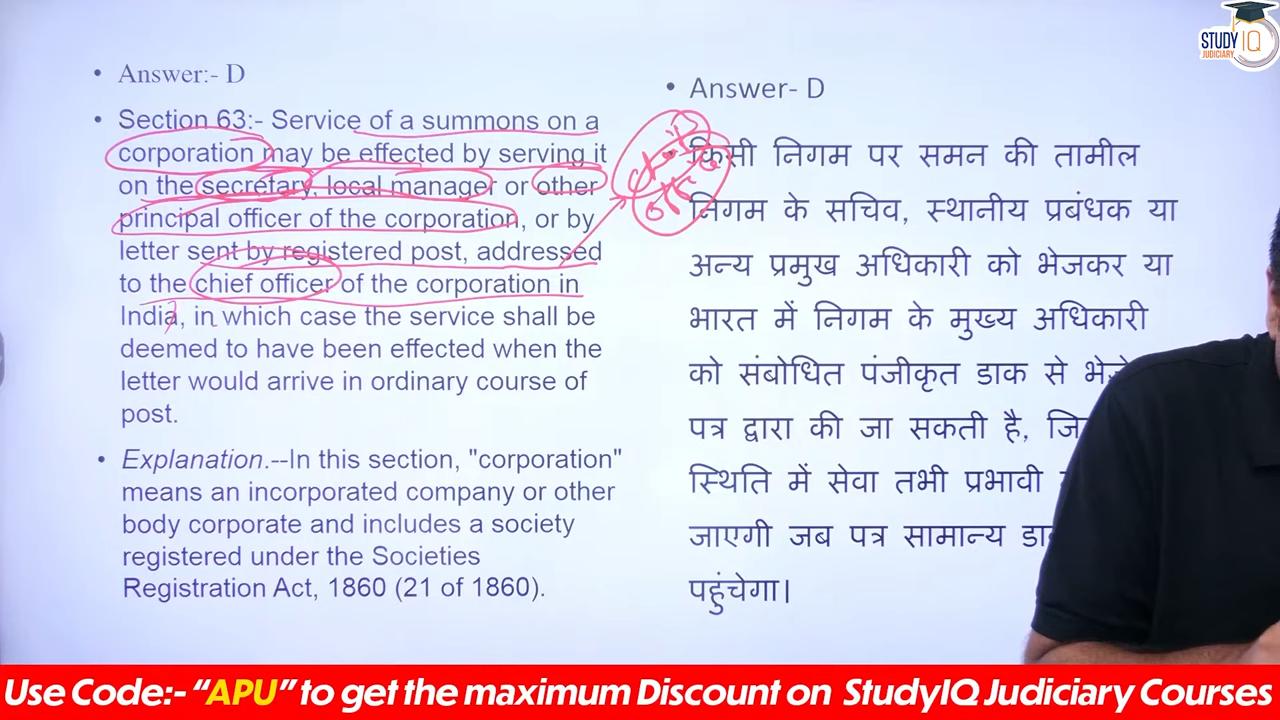 STUDY IQ
JUDICIARY
• Answer:- D
• Section 63:- Service of a summons on a
corporation may be effected by serving it
on the secretary, local manager or other
principal officer of the corporation, or by
letter sent by registered post, addressed
to the chief officer of the corporation in
India, in which case the service shall be
deemed to have been effected when the
letter would arrive in ordinary course of
post.
• Explanation.--In this section, "corporation"
means an incorporated company or other
body corporate and includes a society
registered under the Societies
Registration Act, 1860 (21 of 1860).
• Answer- D
किसी निगम पर समन की तामील
निगम के सचिव, स्थानीय प्रबंधक या
अन्य प्रमुख अधिकारी को भेजकर या
भारत में निगम के मुख्य अधिकारी
को संबोधित पंजीकृत डाक से
पत्र द्वारा की जा सकती है,
स्थिति में सेवा तभी प्रभावी
जाएगी जब पत्र सामान्य
पहुंचेगा।
Use Code:- “APU” to get the maximum Discount on StudyIQ Judiciary Courses